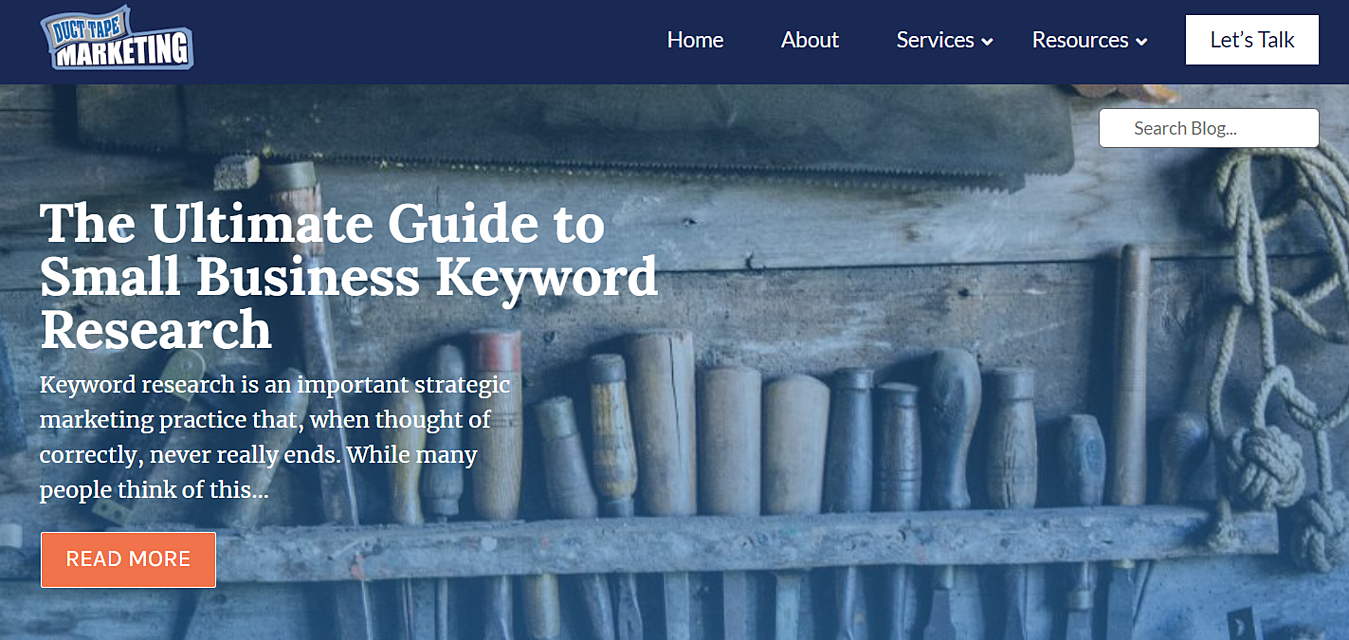 DUCT TAPE
MARKETING
Home
About
Services
Resources
Let's Talk
Search Blog...
The Ultimate Guide to
Small Business Keyword
Research
Keyword research is an important strategic
marketing practice that, when thought of
correctly, never really ends. While many
people think of this...
READ MORE